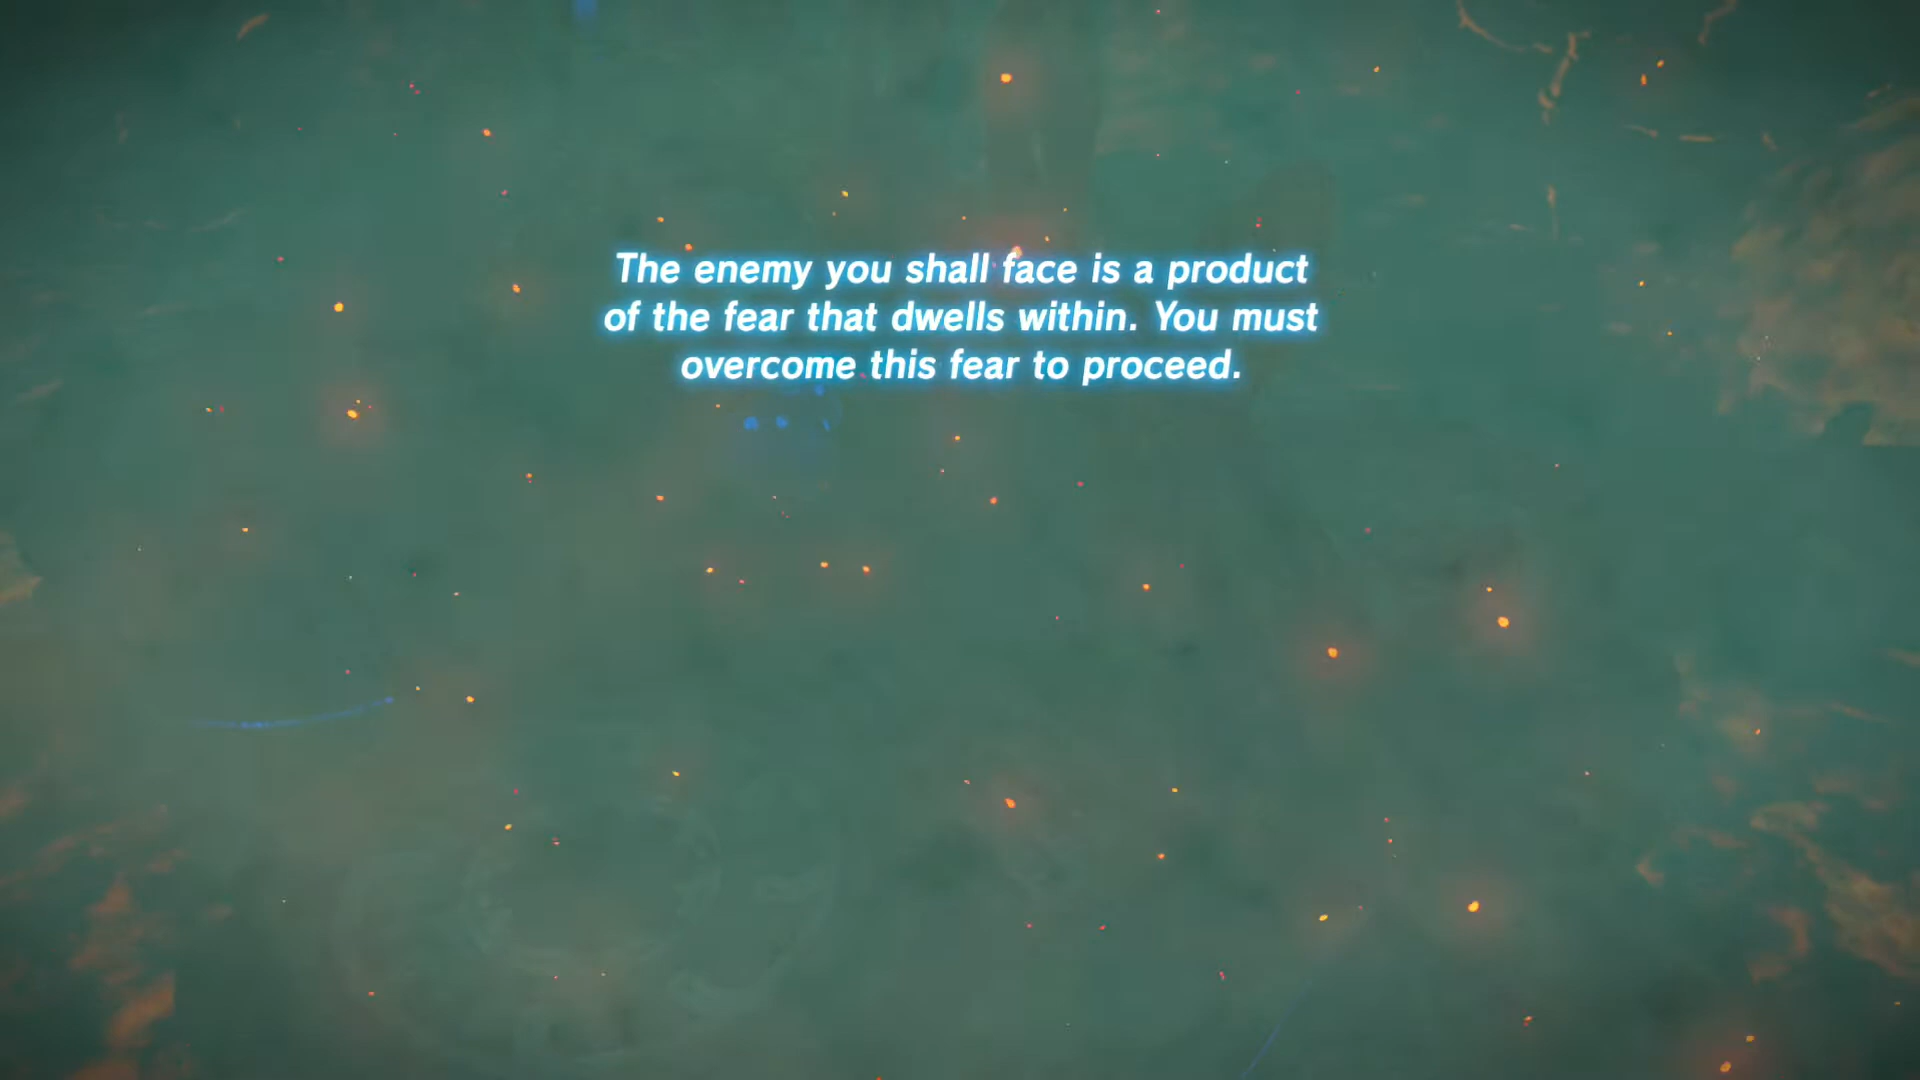 The enemy you shall face is a product
of the fear that dwells within. You must
overcome this fear to proceed.